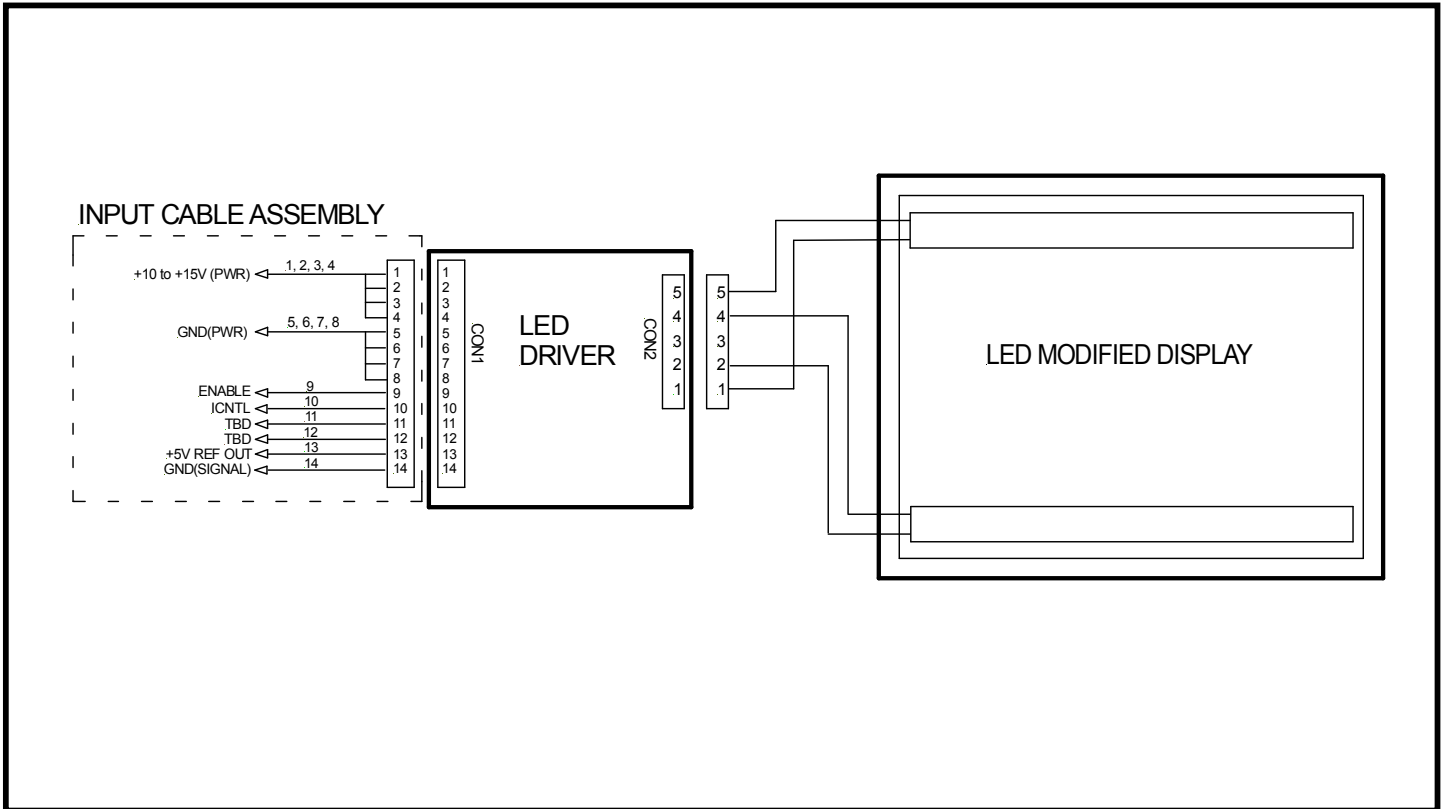 INPUT CABLE ASSEMBLY
+10 to +15V (PWR) 1, 2, 3, 4
GND(PWR) 5, 6, 7, 8
ENABLE 9
ICNTL 10
TBD 11
TBD 12
+5V REF OUT 13
GND(SIGNAL) 14
1
2
3
4
5
6
7
8
9
10
11
12
13
14
1
2
3
4
5
6
7
8
9
10
11
12
13
14
CON1
LED
DRIVER
CON2
5
4
3
2
1
5
4
3
2
1
LED MODIFIED DISPLAY